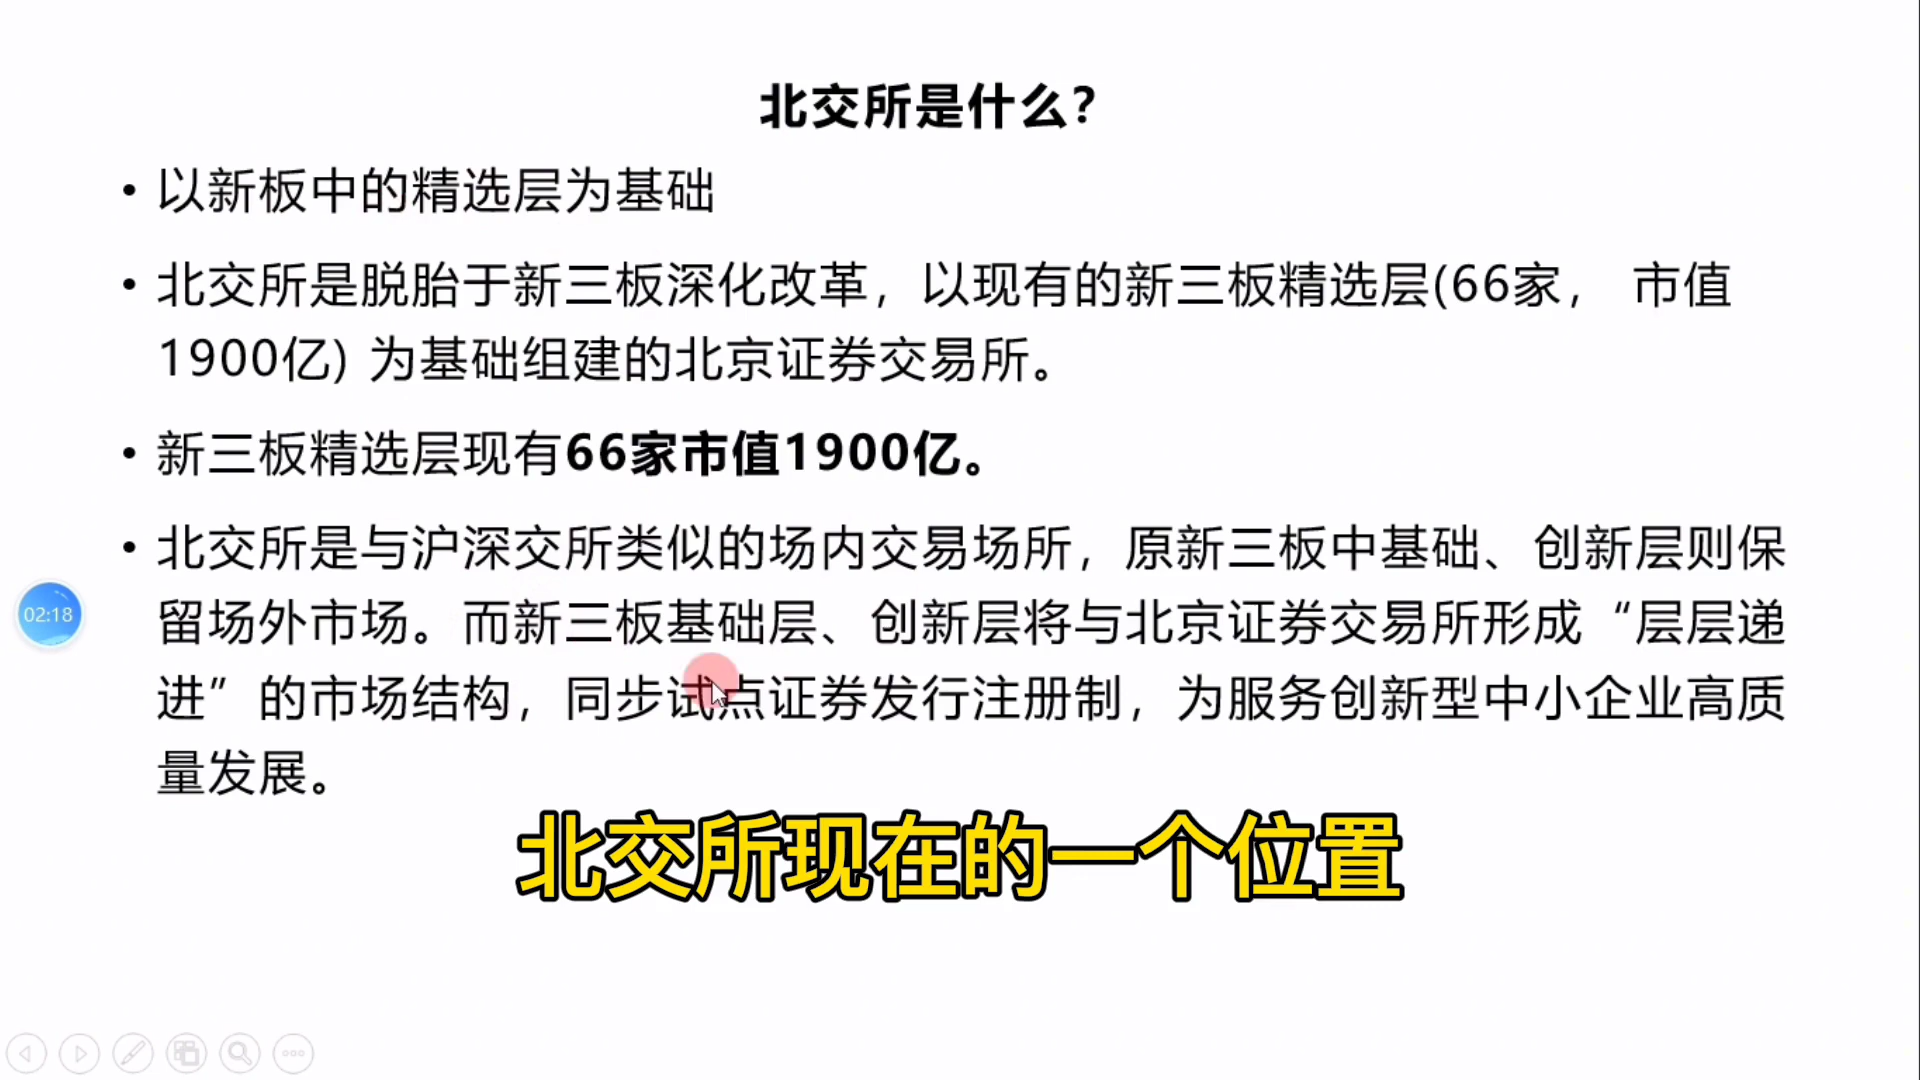 北交所是什么？
• 以新板中的精选层为基础
• 北交所是脱胎于新三板深化改革，以现有的新三板精选层(66家， 市值
1900亿) 为基础组建的北京证券交易所。
• 新三板精选层现有66家市值1900亿。
• 北交所是与沪深交所类似的场内交易场所，原新三板中基础、创新层则保
留场外市场。而新三板基础层、创新层将与北京证券交易所形成“层层递
进”的市场结构，同步试点证券发行注册制，为服务创新型中小企业高质
量发展。
02:18
北交所现在的一个位置